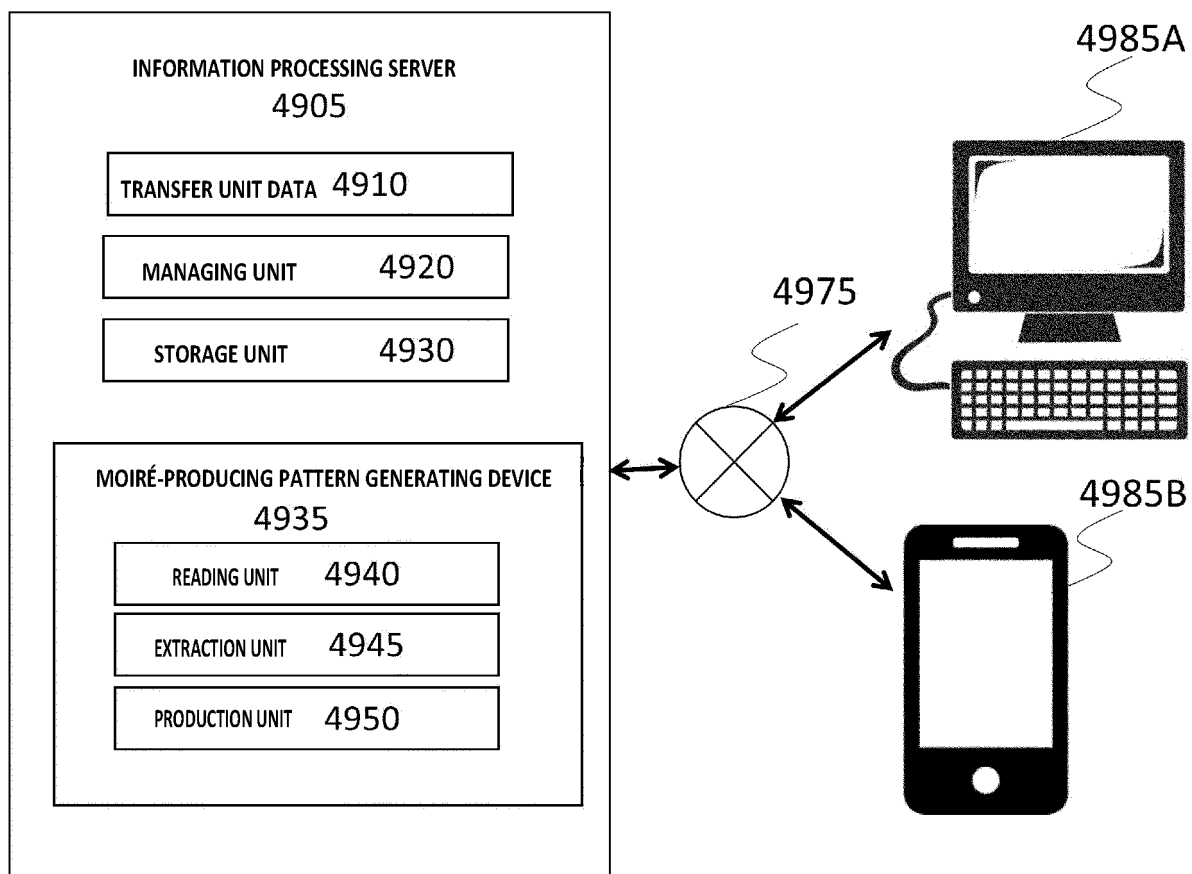 INFORMATION PROCESSING SERVER
4905
TRANSFER UNIT DATA 4910
MANAGING UNIT 4920
STORAGE UNIT 4930
MOIRÉ-PRODUCING PATTERN GENERATING DEVICE
4935
READING UNIT 4940
EXTRACTION UNIT 4945
PRODUCTION UNIT 4950
4975
4985A
4985B